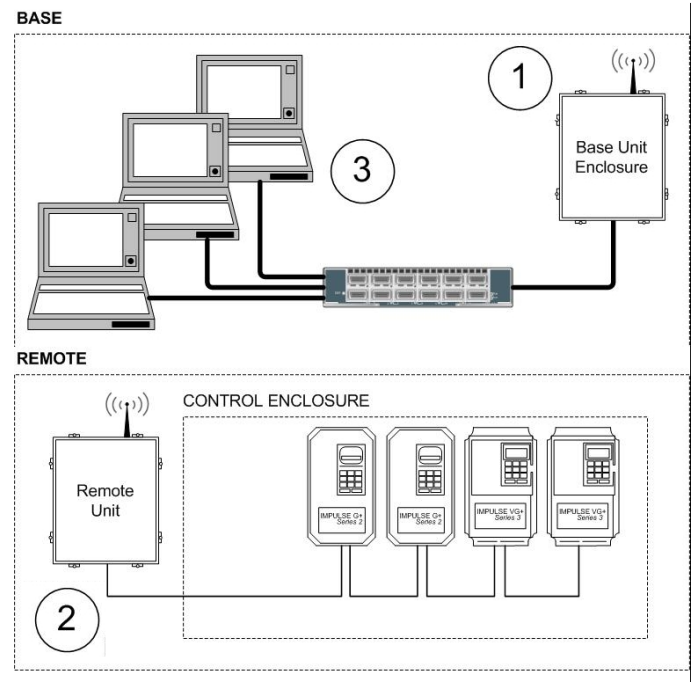 BASE
1
Base Unit
Enclosure
3
REMOTE
CONTROL ENCLOSURE
Remote
Unit
IMPULSE G+
Series 2
IMPULSE G+
Series 2
IMPULSE VG+
Series 3
IMPULSE VG+
Series 3
2